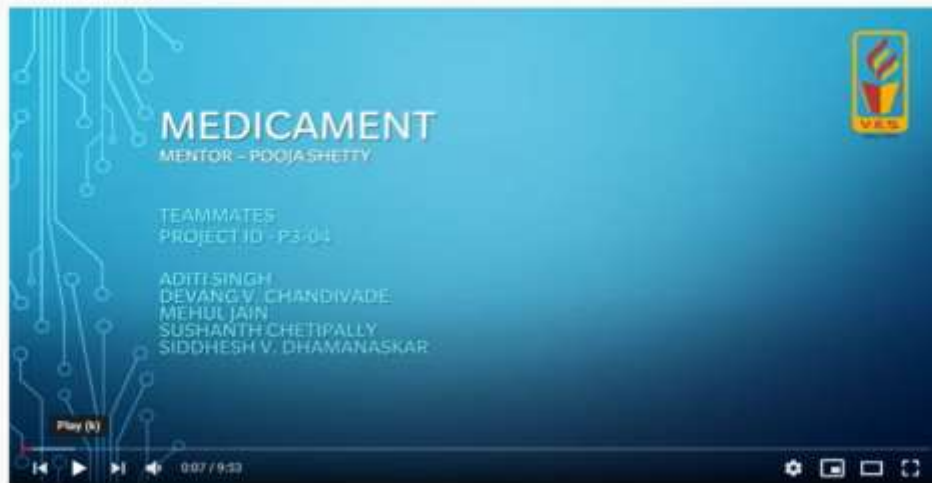 MEDICAMENT
MENTOR – POOJA SHETTY
TEAMMATES
PROJECT ID - P3-04
ADITI SINGH
DEVANG V. CHANDIVADE
MEHUL JAIN
SUSHANTH CHETIPALLY
SIDDHESH V. DHAMANASKAR
V.E.S.
Play (k)
0:07 / 9:53